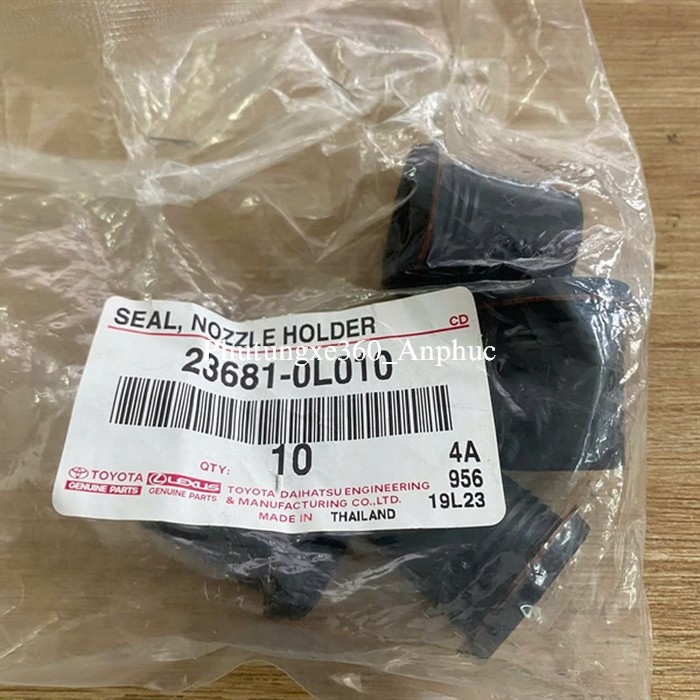 SEAL, NOZZLE HOLDER
CD
Phutungxe360_Anphuc
23681-0L010
QTY: 10
4A
956
19L23
TOYOTA
GENUINE PARTS
LEXUS
GENUINE PARTS
TOYOTA DAIHATSU ENGINEERING
& MANUFACTURING CO., LTD.
MADE IN THAILAND